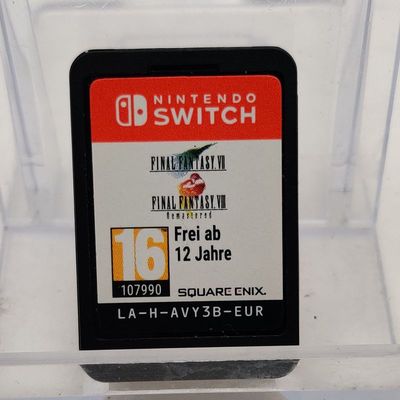 NINTENDO
SWITCH
FINAL FANTASY VII
FINAL FANTASY VIII
Remastered
16
Frei ab
12 Jahre
107990
SQUARE ENIX.
LA-H-AVY3B-EUR